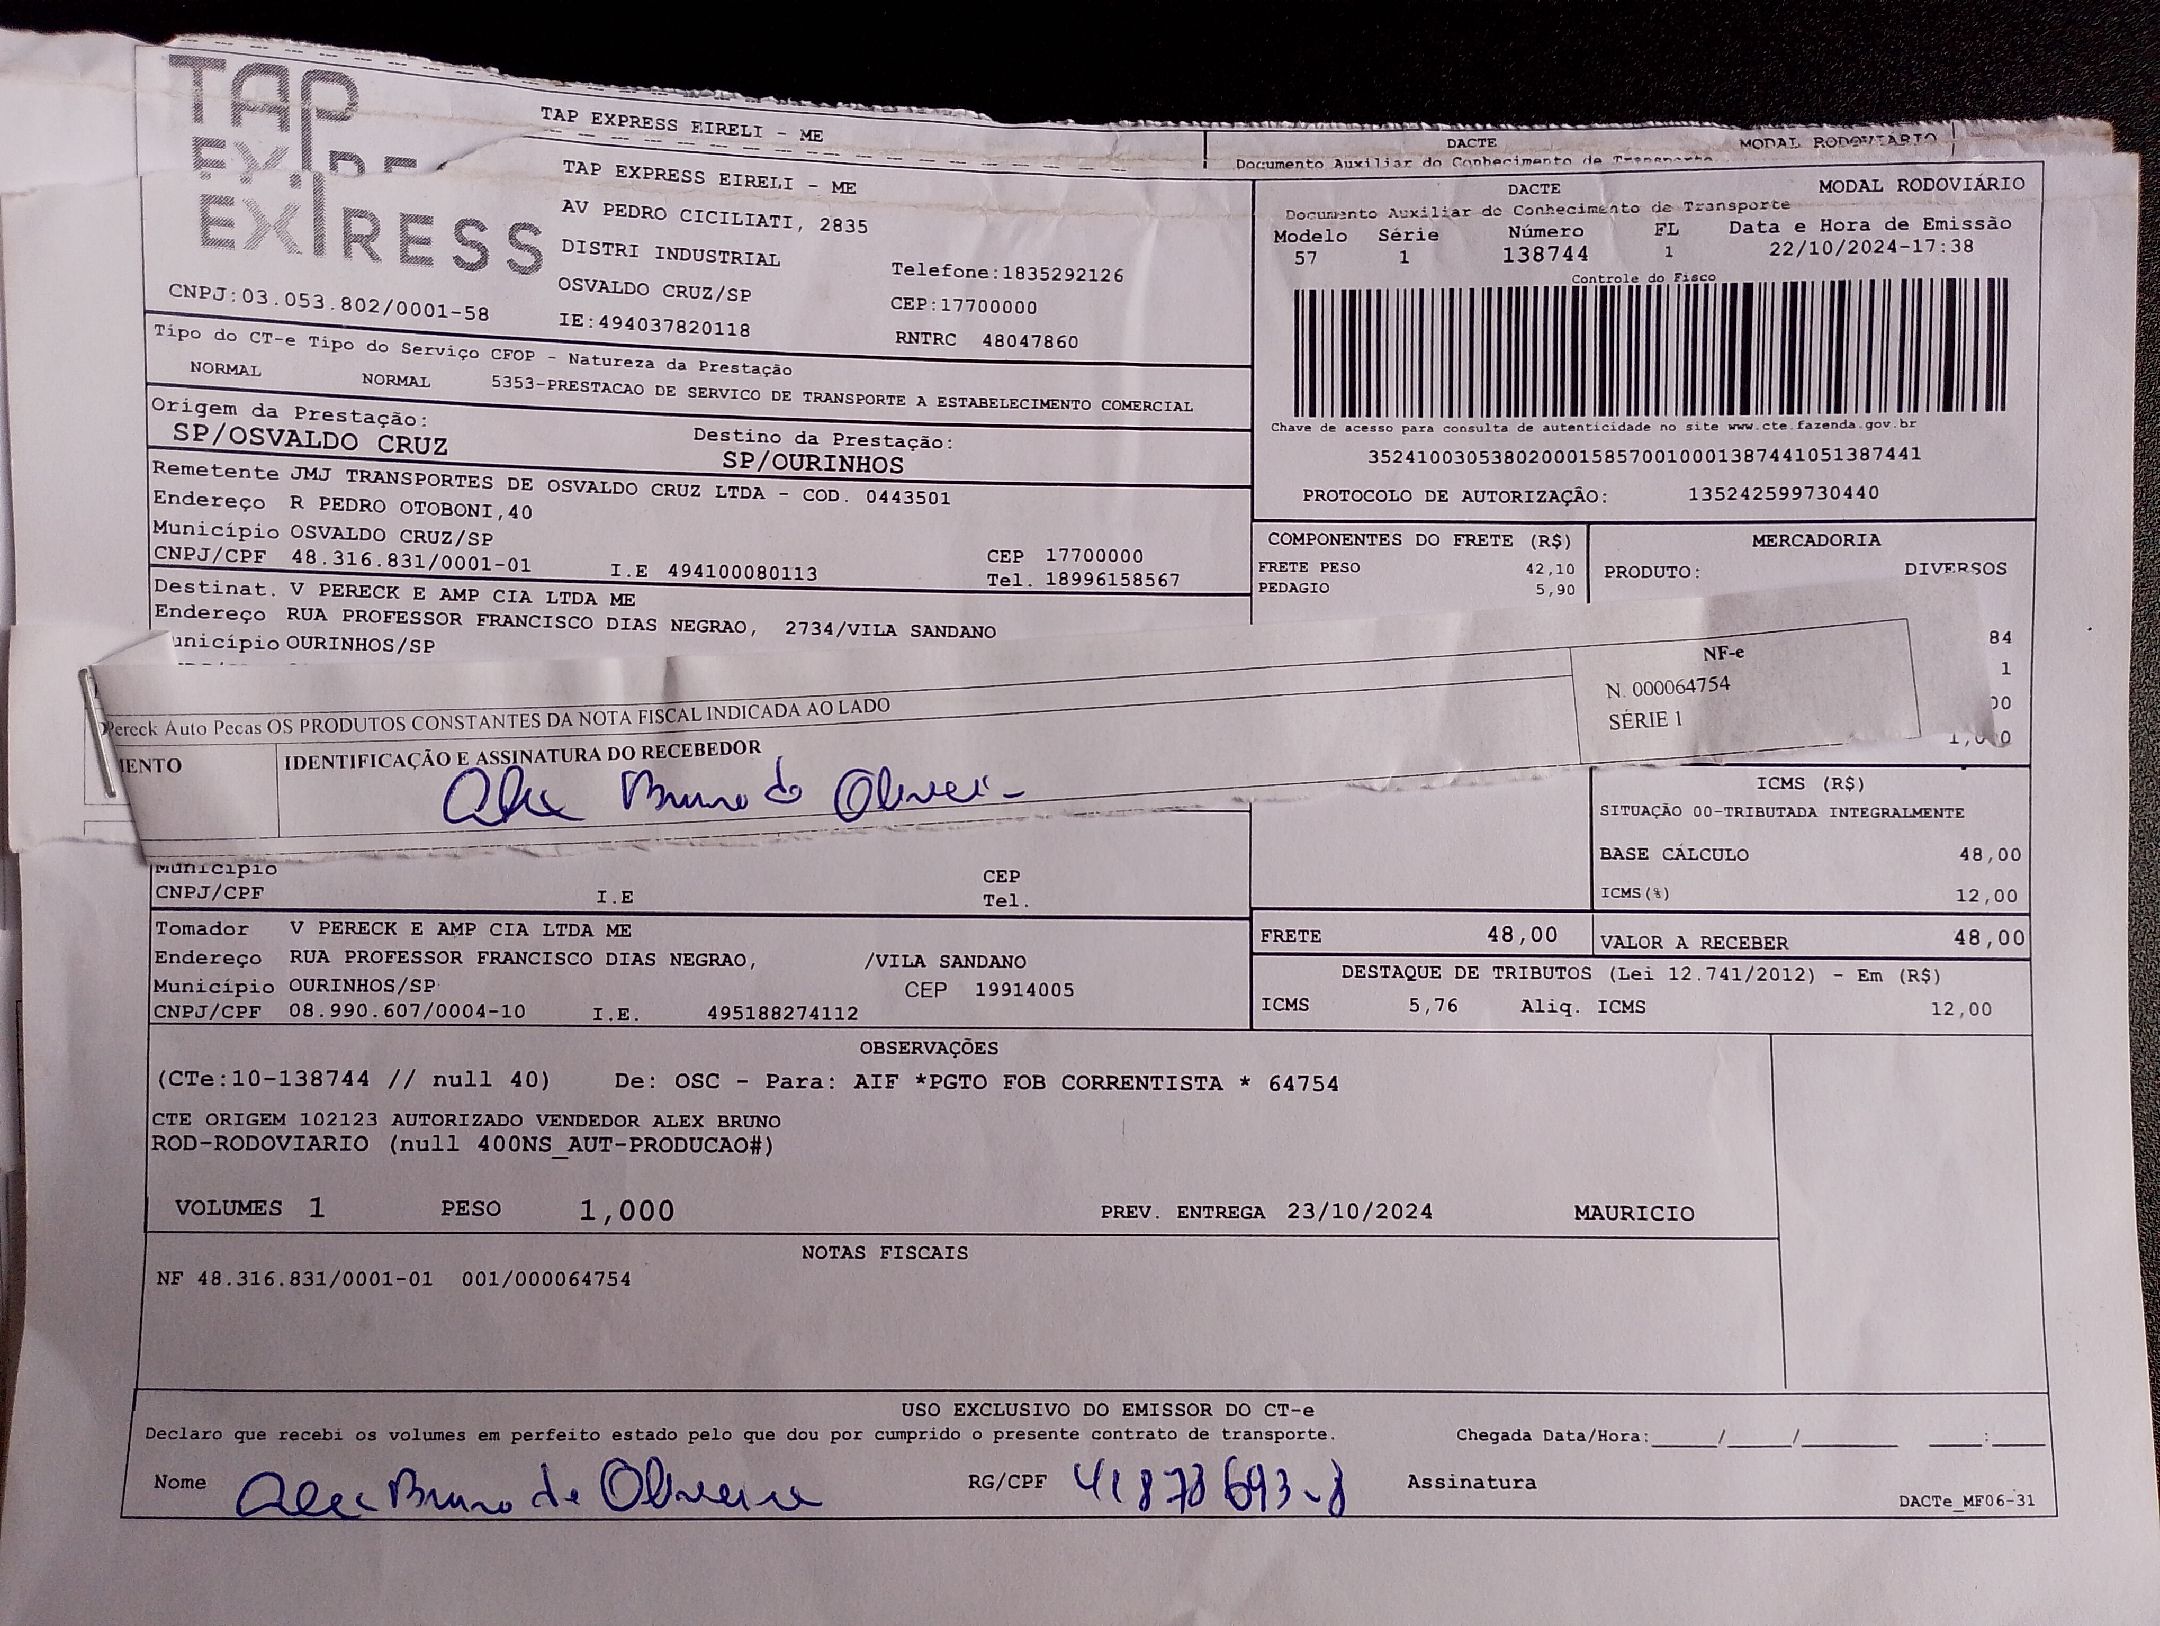 TAP
TAP EXPRESS EIRELI - ME
DACTE
MODAL RODOVIÁRIO
Documento Auxiliar do Conhecimento de Transporte
EXPRESS
TAP EXPRESS EIRELI - ME
AV PEDRO CICILIATI, 2835
DISTRI INDUSTRIAL
Telefone:1835292126
OSVALDO CRUZ/SP
CEP:17700000
CNPJ:03.053.802/0001-58
IE:494037820118
RNTRC 48047860
DACTE
MODAL RODOVIÁRIO
Documento Auxiliar do Conhecimento de Transporte
Modelo Série Número FL Data e Hora de Emissão
57 1 138744 1 22/10/2024-17:38
Controle do Fisco
Chave de acesso para consulta de autenticidade no site www.cte.fazenda.gov.br
35241003053802000158570010001387441051387441
PROTOCOLO DE AUTORIZAÇÃO: 135242599730440
Tipo do CT-e Tipo do Serviço CFOP - Natureza da Prestação
NORMAL NORMAL 5353-PRESTACAO DE SERVICO DE TRANSPORTE A ESTABELECIMENTO COMERCIAL
Origem da Prestação: Destino da Prestação:
SP/OSVALDO CRUZ SP/OURINHOS
Remetente JMJ TRANSPORTES DE OSVALDO CRUZ LTDA - COD. 0443501
Endereço R PEDRO OTOBONI,40
Município OSVALDO CRUZ/SP
CEP 17700000
CNPJ/CPF 48.316.831/0001-01 I.E 494100080113 Tel. 18996158567
Destinat. V PERECK E AMP CIA LTDA ME
Endereço RUA PROFESSOR FRANCISCO DIAS NEGRAO, 2734/VILA SANDANO
unicípio OURINHOS/SP
COMPONENTES DO FRETE (R$)
FRETE PESO 42,10
PEDAGIO 5,90
MERCADORIA
PRODUTO: DIVERSOS
84
1
00
Pereck Auto Pecas OS PRODUTOS CONSTANTES DA NOTA FISCAL INDICADA AO LADO
IENTO
IDENTIFICAÇÃO E ASSINATURA DO RECEBEDOR
Alex Bruno de Oliveira
NF-e
N. 000064754
SÉRIE 1
Município CEP
CNPJ/CPF I.E Tel.
ICMS (R$)
SITUAÇÃO 00-TRIBUTADA INTEGRALMENTE
BASE CÁLCULO 48,00
ICMS(%) 12,00
Tomador V PERECK E AMP CIA LTDA ME
Endereço RUA PROFESSOR FRANCISCO DIAS NEGRAO, /VILA SANDANO
Município OURINHOS/SP CEP 19914005
CNPJ/CPF 08.990.607/0004-10 I.E. 495188274112
FRETE 48,00 VALOR A RECEBER 48,00
DESTAQUE DE TRIBUTOS (Lei 12.741/2012) - Em (R$)
ICMS 5,76 Aliq. ICMS 12,00
OBSERVAÇÕES
(CTe:10-138744 // null 40) De: OSC - Para: AIF *PGTO FOB CORRENTISTA * 64754
CTE ORIGEM 102123 AUTORIZADO VENDEDOR ALEX BRUNO
ROD-RODOVIARIO (null 400NS_AUT-PRODUCAO#)
VOLUMES 1 PESO 1,000 PREV. ENTREGA 23/10/2024 MAURICIO
NOTAS FISCAIS
NF 48.316.831/0001-01 001/000064754
USO EXCLUSIVO DO EMISSOR DO CT-e
Declaro que recebi os volumes em perfeito estado pelo que dou por cumprido o presente contrato de transporte. Chegada Data/Hora:____/____/______ ___:___
Nome Alex Bruno de Oliveira RG/CPF 41878693-8 Assinatura
DACTe_MF06-31